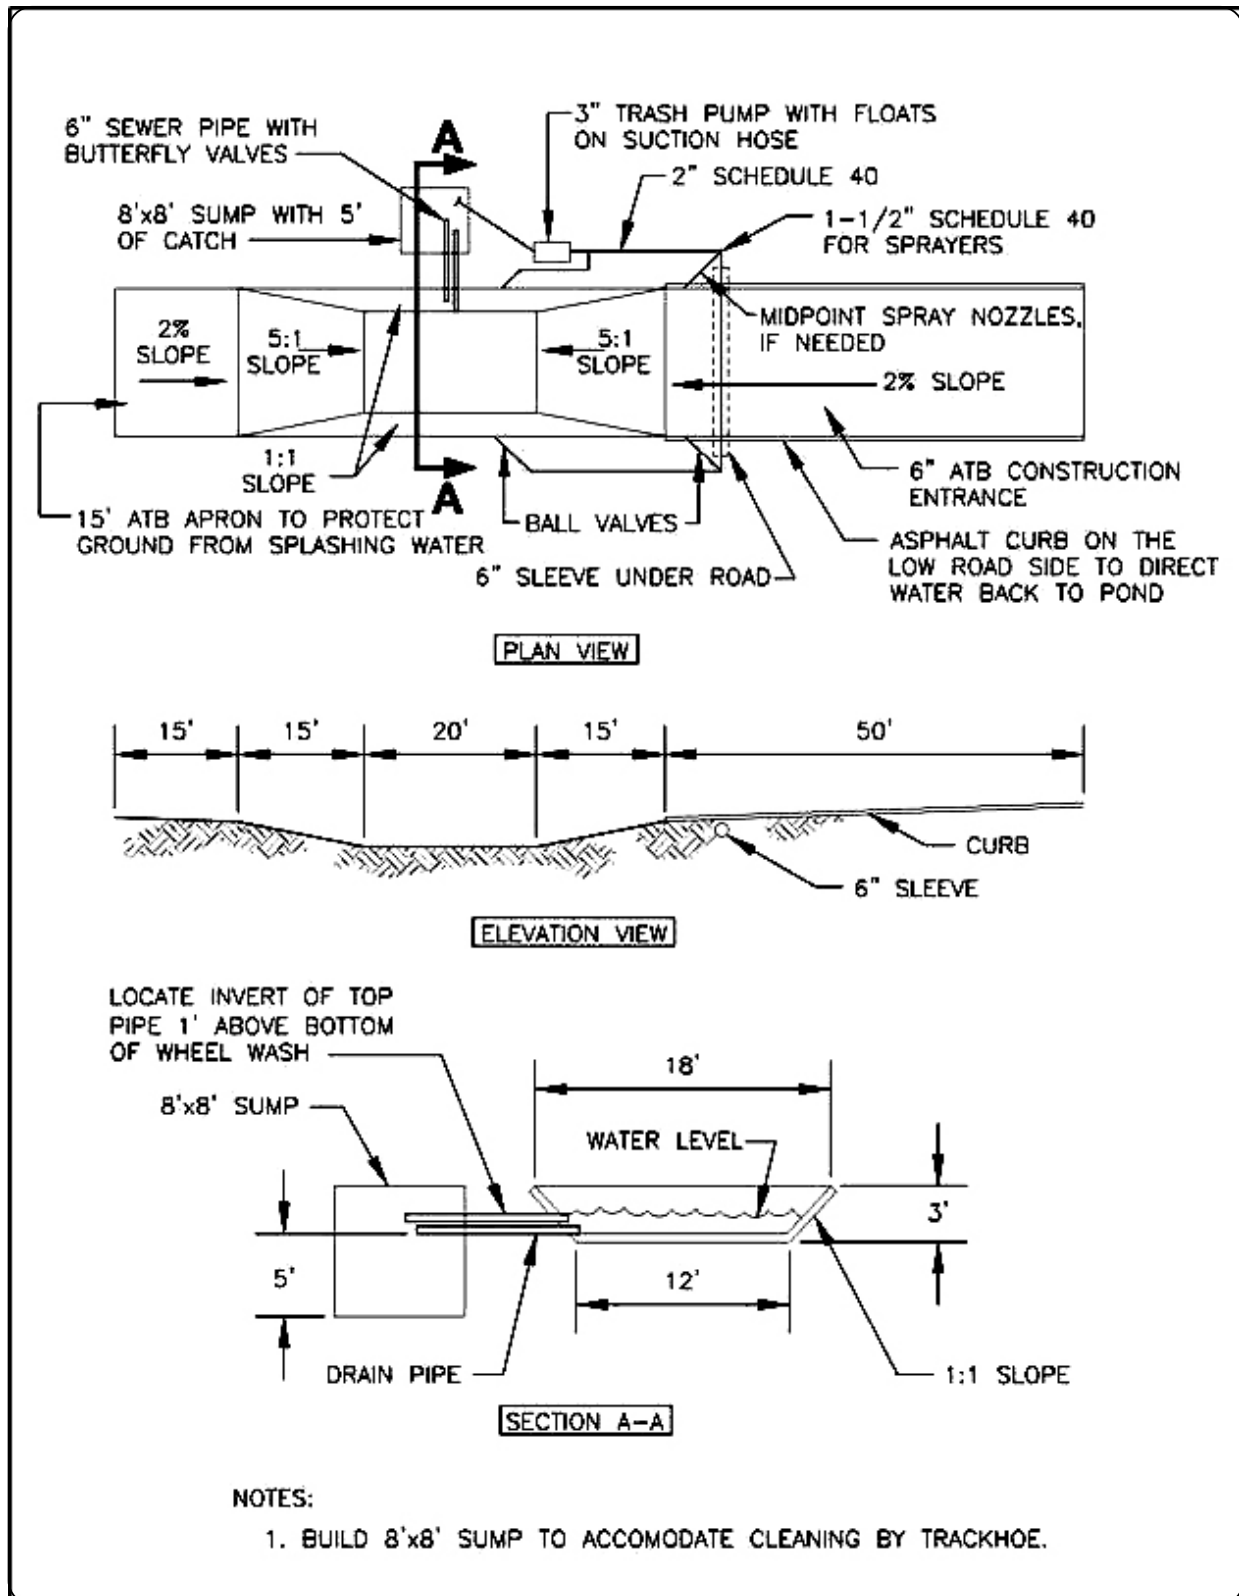 6" SEWER PIPE WITH
BUTTERFLY VALVES
A
3" TRASH PUMP WITH FLOATS
ON SUCTION HOSE
2" SCHEDULE 40
8'x8' SUMP WITH 5'
OF CATCH
1-1/2" SCHEDULE 40
FOR SPRAYERS
2%
SLOPE
5:1
SLOPE
5:1
SLOPE
MIDPOINT SPRAY NOZZLES,
IF NEEDED
2% SLOPE
1:1
SLOPE
A
6" ATB CONSTRUCTION
ENTRANCE
15' ATB APRON TO PROTECT
GROUND FROM SPLASHING WATER
BALL VALVES
6" SLEEVE UNDER ROAD
ASPHALT CURB ON THE
LOW ROAD SIDE TO DIRECT
WATER BACK TO POND
PLAN VIEW
15' 15' 20' 15' 50'
CURB
6" SLEEVE
ELEVATION VIEW
LOCATE INVERT OF TOP
PIPE 1' ABOVE BOTTOM
OF WHEEL WASH
8'x8' SUMP
18'
WATER LEVEL
3'
5'
12'
DRAIN PIPE
1:1 SLOPE
SECTION A-A
NOTES:
1. BUILD 8'x8' SUMP TO ACCOMODATE CLEANING BY TRACKHOE.